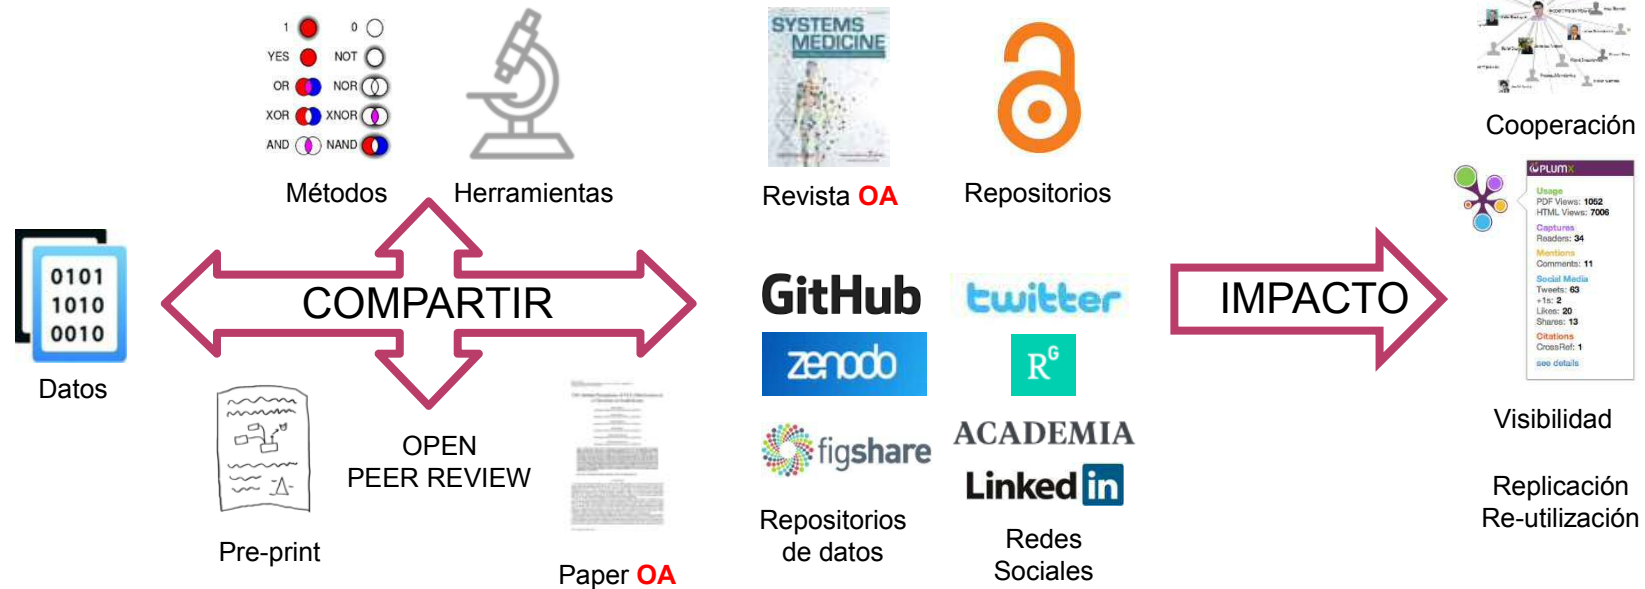 1 0
YES NOT
OR NOR
XOR XNOR
AND NAND
Métodos
Herramientas
SYSTEMS
MEDICINE
Revista OA
Repositorios
Cooperación
0101
1010
0010
Datos
COMPARTIR
OPEN
PEER REVIEW
Pre-print
Paper OA
GitHub
zenodo
figshare
Repositorios
de datos
twitter
RG
ACADEMIA
Linked in
Redes
Sociales
IMPACTO
PLUMX
Usage
PDF Views: 1052
HTML Views: 7006
Captures
Readers: 34
Mentions
Comments: 11
Social Media
Tweets: 63
+1s: 2
Likes: 20
Shares: 13
Citations
CrossRef: 1
see details
Visibilidad
Replicación
Re-utilización